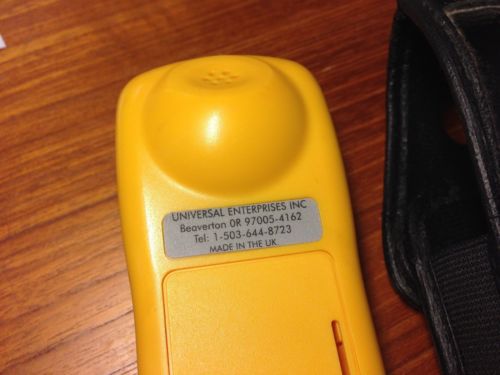 UNIVERSAL ENTERPRISES INC
Beaverton OR 97005-4162
Tel: 1-503-644-8723
MADE IN THE UK